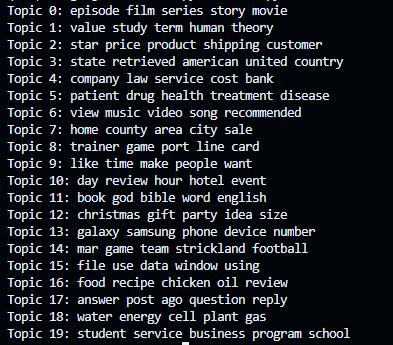 Topic 0: episode film series story movie
Topic 1: value study term human theory
Topic 2: star price product shipping customer
Topic 3: state retrieved american united country
Topic 4: company law service cost bank
Topic 5: patient drug health treatment disease
Topic 6: view music video song recommended
Topic 7: home county area city sale
Topic 8: trainer game port line card
Topic 9: like time make people want
Topic 10: day review hour hotel event
Topic 11: book god bible word english
Topic 12: christmas gift party idea size
Topic 13: galaxy samsung phone device number
Topic 14: mar game team strickland football
Topic 15: file use data window using
Topic 16: food recipe chicken oil review
Topic 17: answer post ago question reply
Topic 18: water energy cell plant gas
Topic 19: student service business program school